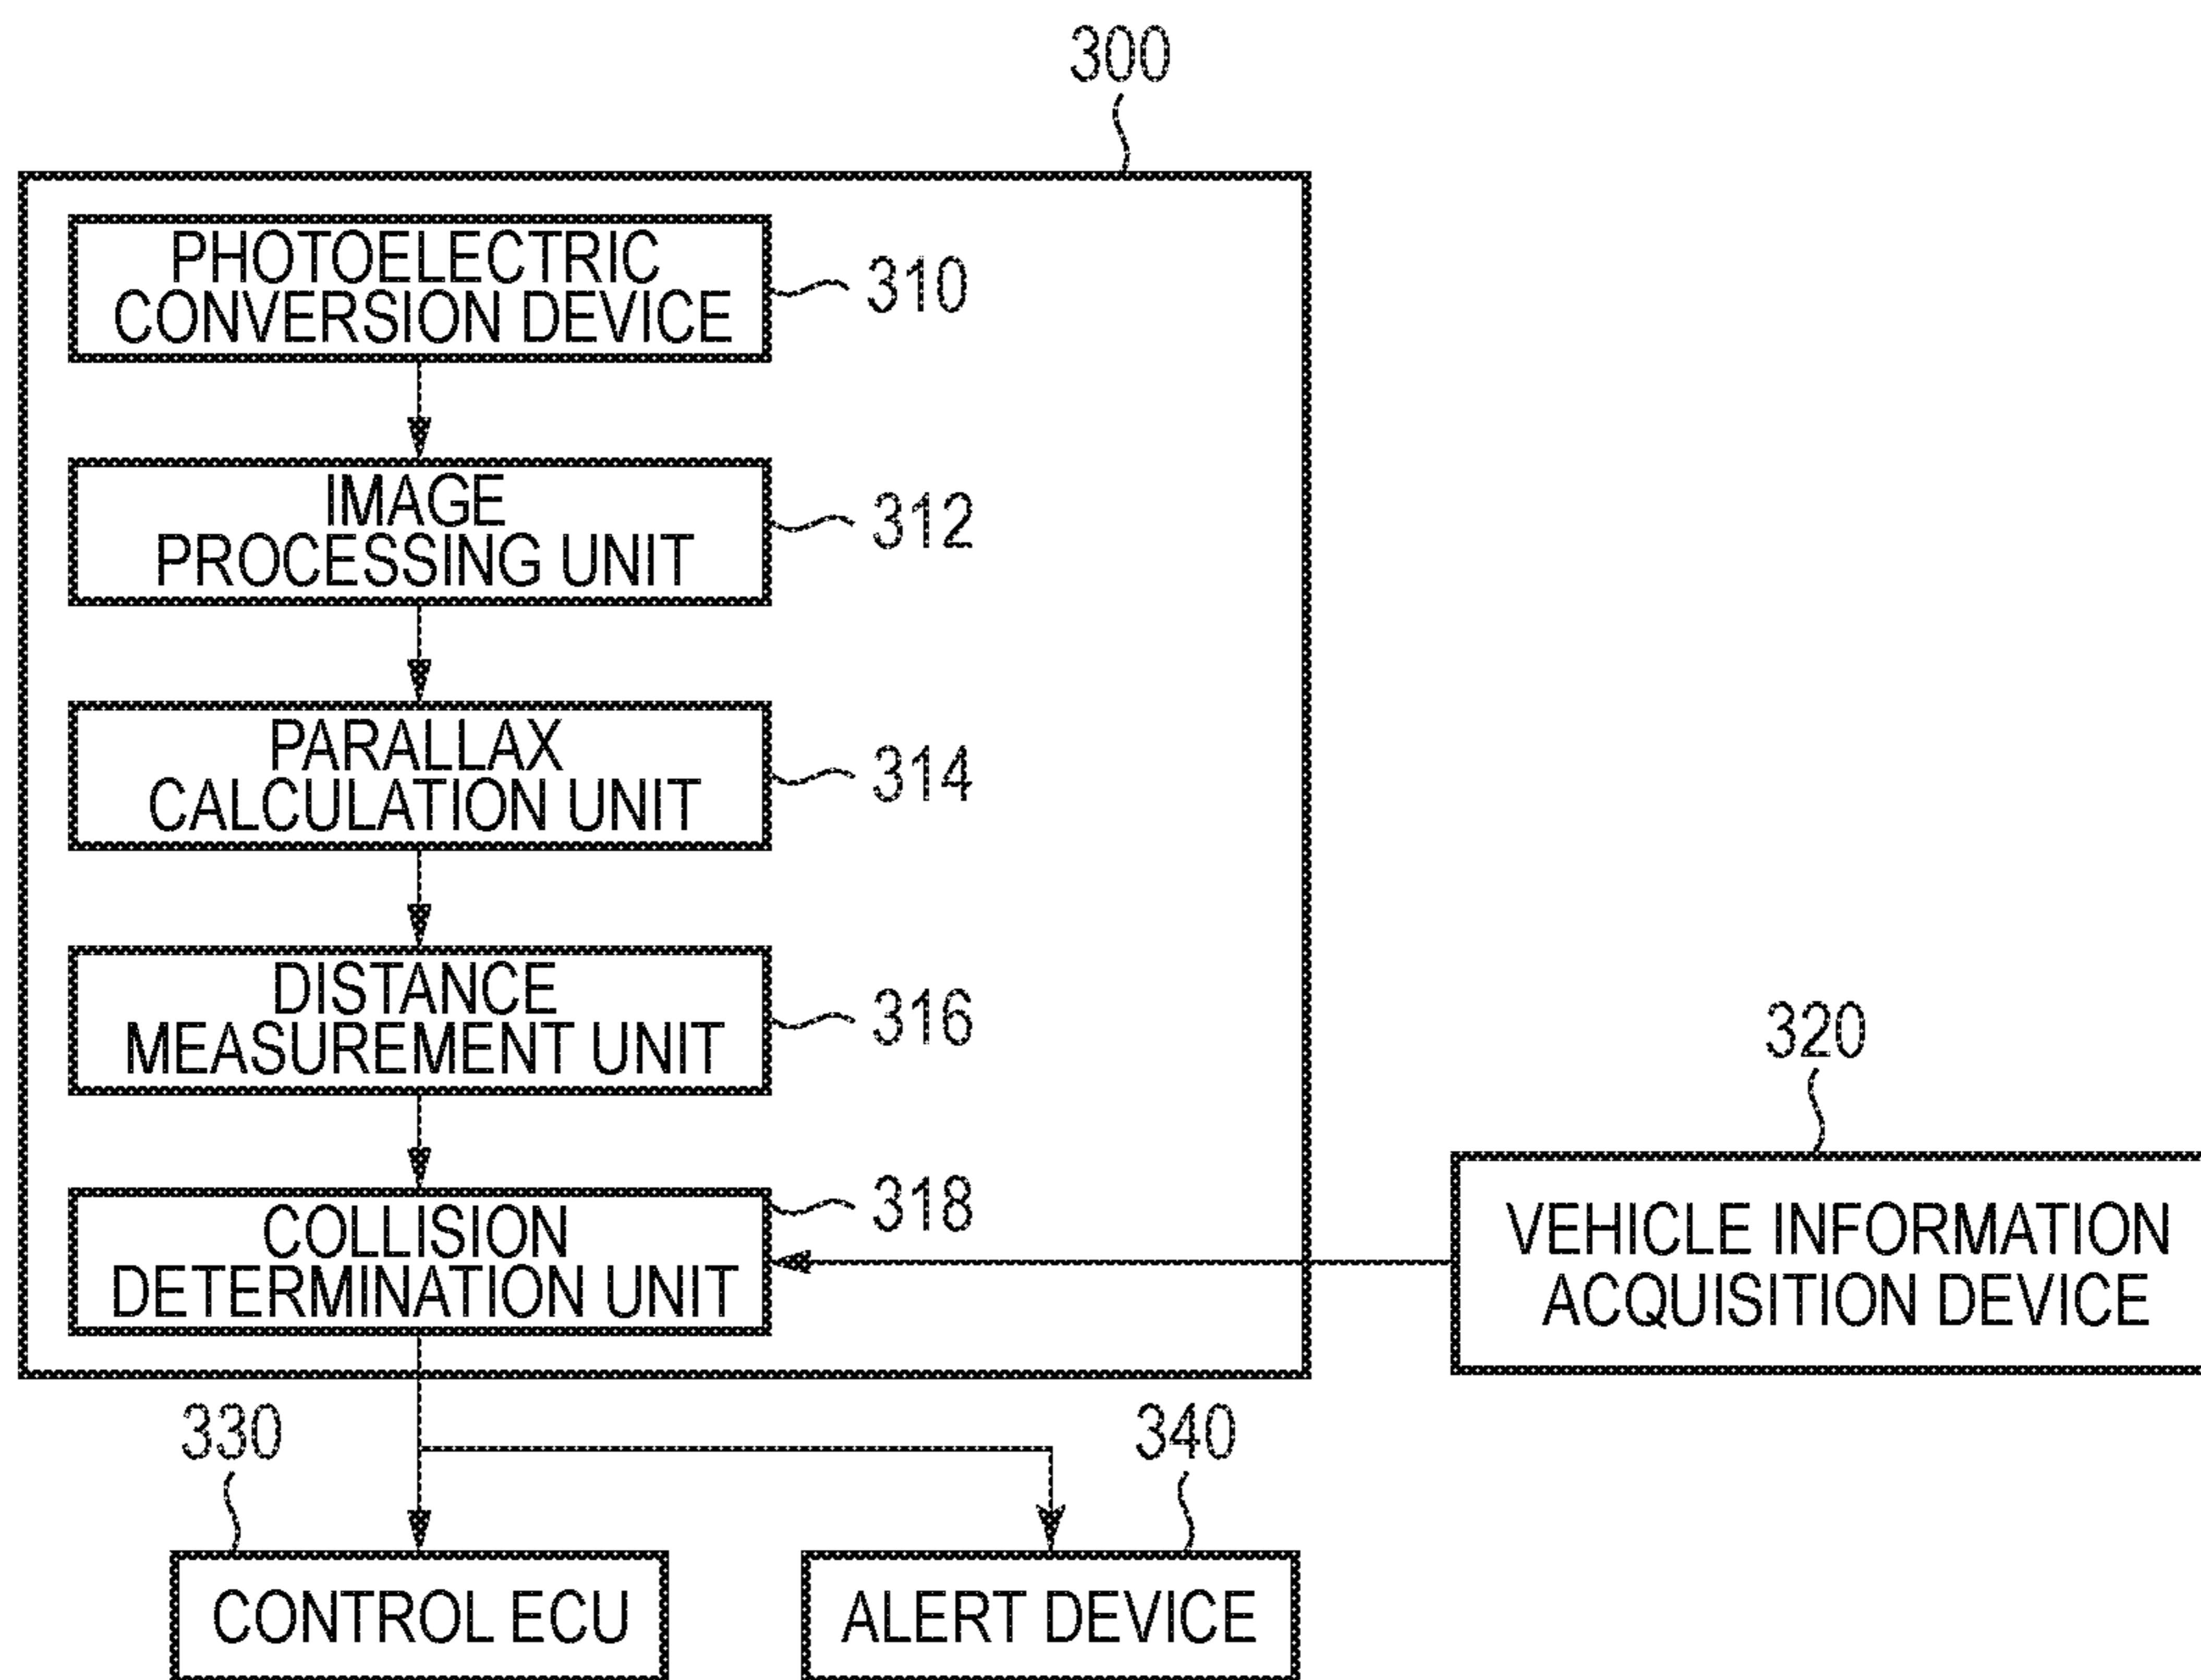 300
PHOTOELECTRIC
CONVERSION DEVICE
310
IMAGE
PROCESSING UNIT
312
PARALLAX
CALCULATION UNIT
314
DISTANCE
MEASUREMENT UNIT
316
320
COLLISION
DETERMINATION UNIT
318
VEHICLE INFORMATION
ACQUISITION DEVICE
330
340
CONTROL ECU
ALERT DEVICE